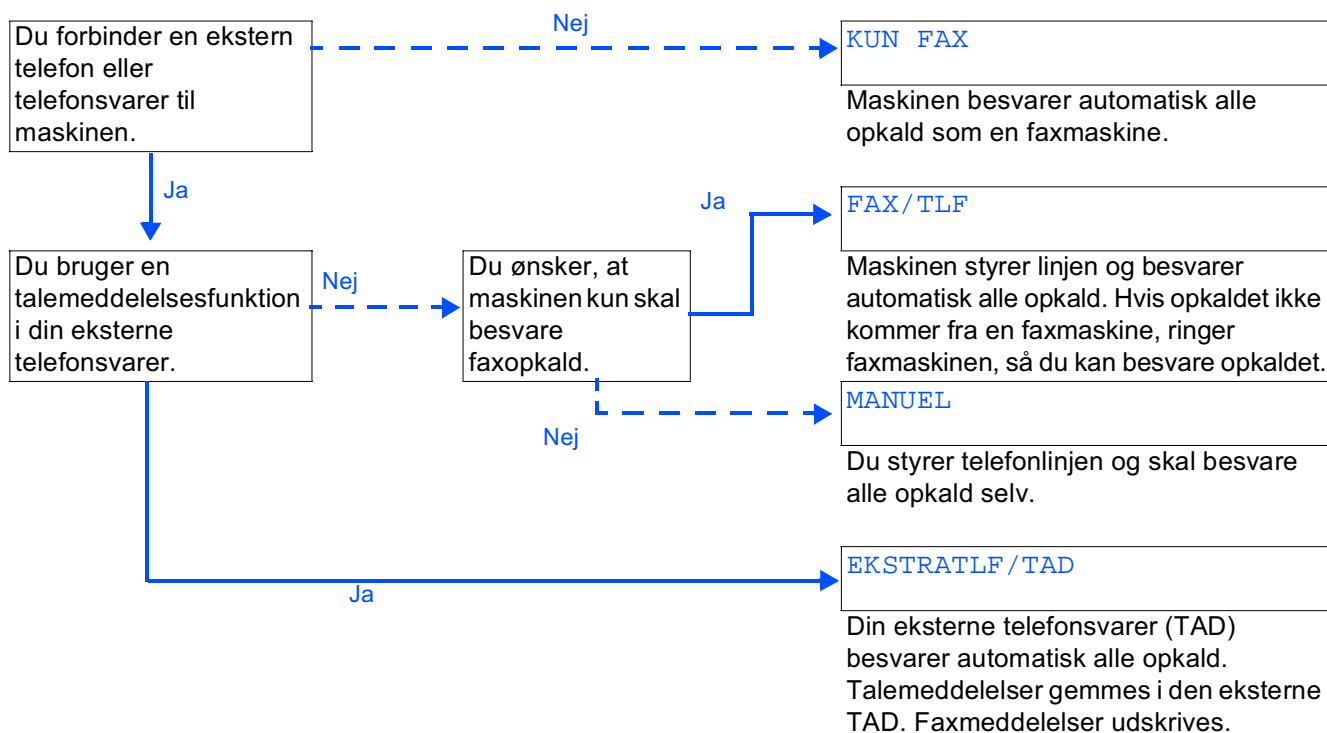 Du forbinder en ekstern
telefon eller
telefonsvarer til
maskinen.
Nej
KUN FAX
Maskinen besvarer automatisk alle
opkald som en faxmaskine.
Ja
Du bruger en
talemeddelelsesfunktion
i din eksterne
telefonsvarer.
Nej
Du ønsker, at
maskinen kun skal
besvare
faxopkald.
Ja
FAX/TLF
Maskinen styrer linjen og besvarer
automatisk alle opkald. Hvis opkaldet ikke
kommer fra en faxmaskine, ringer
faxmaskinen, så du kan besvare opkaldet.
Nej
MANUEL
Du styrer telefonlinjen og skal besvare
alle opkald selv.
Ja
EKSTRATLF/TAD
Din eksterne telefonsvarer (TAD)
besvarer automatisk alle opkald.
Talemeddelelser gemmes i den eksterne
TAD. Faxmeddelelser udskrives.